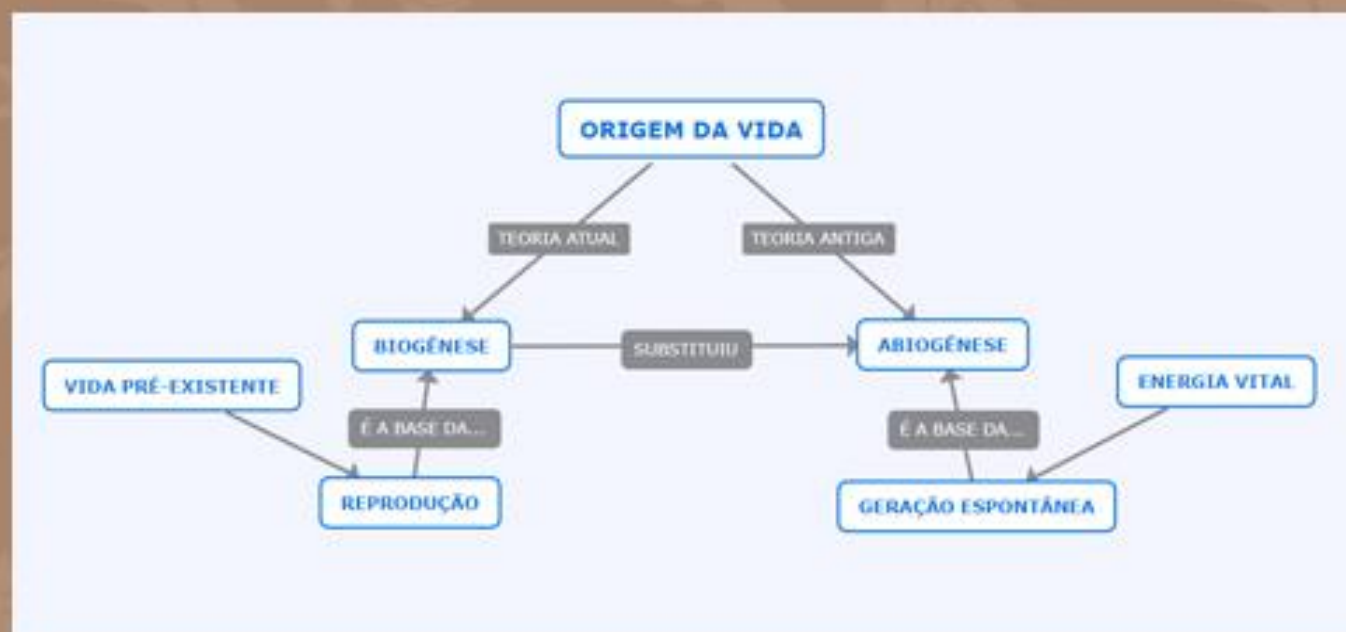 ORIGEM DA VIDA
TEORIA ATUAL
TEORIA ANTIGA
BIOGÊNESE
SUBSTITUIU
ABIOGÊNESE
VIDA PRÉ-EXISTENTE
ENERGIA VITAL
É A BASE DA...
É A BASE DA...
REPRODUÇÃO
GERAÇÃO ESPONTÂNEA